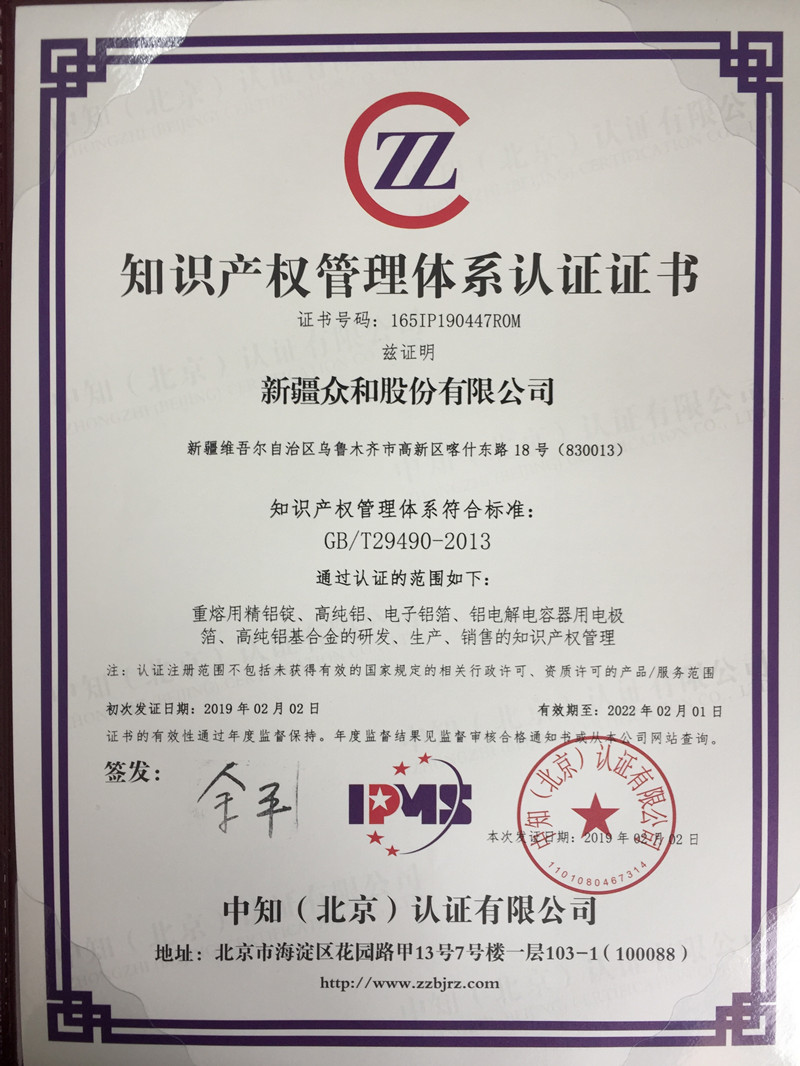 ZZ
知识产权管理体系认证证书
证书号码：165IP190447R0M
兹证明
新疆众和股份有限公司
新疆维吾尔自治区乌鲁木齐市高新区喀什东路 18 号（830013）
知识产权管理体系符合标准：
GB/T29490-2013
通过认证的范围如下：
重熔用精铝锭、高纯铝、电子铝箔、铝电解电容器用电极
箔、高纯铝基合金的研发、生产、销售的知识产权管理
注：认证注册范围不包括未获得有效的国家规定的相关行政许可、资质许可的产品/服务范围
初次发证日期：2019 年 02 月 02 日
有效期至：2022 年 02 月 01 日
证书的有效性通过年度监督保持。年度监督结果见监督审核合格通知书或从本公司网站查询。
签发：
IPMS
中知（北京）认证有限公司
1101080467314
本次发证日期：2019 年 02 月 02 日
中知（北京）认证有限公司
地址：北京市海淀区花园路甲13号7号楼一层103-1（100088）
http://www.zzbjrz.com